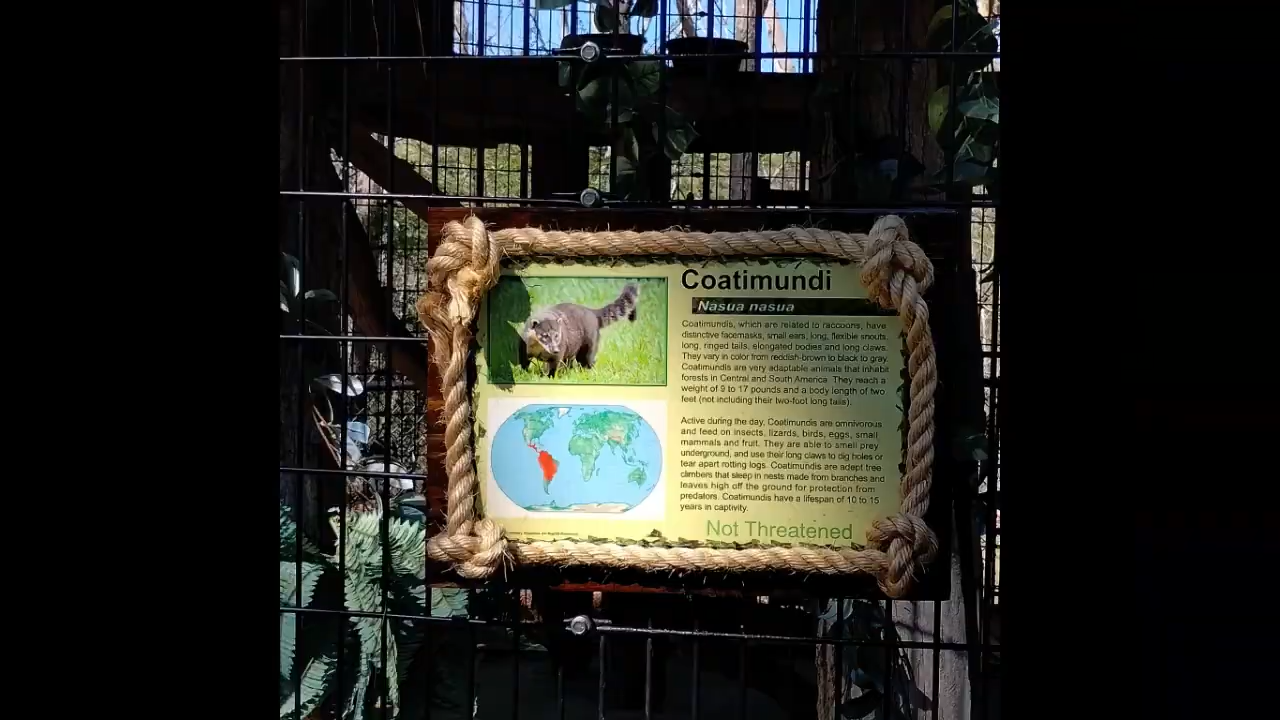 Coatimundi
Nasua nasua
Coatimundis, which are related to raccoons, have
distinctive facemasks, small ears, long, flexible snouts,
long, ringed tails, elongated bodies and long claws.
They vary in color from reddish-brown to black to gray.
Coatimundis are very adaptable animals that inhabit
forests in Central and South America. They reach a
weight of 9 to 17 pounds and a body length of two
feet (not including their two-foot long tails).
Active during the day, Coatimundis are omnivorous
and feed on insects, lizards, birds, eggs, small
mammals and fruit. They are able to smell prey
underground, and use their long claws to dig holes or
tear apart rotting logs. Coatimundis are adept tree
climbers that sleep in nests made from branches and
leaves high off the ground for protection from
predators. Coatimundis have a lifespan of 10 to 15
years in captivity.
Not Threatened